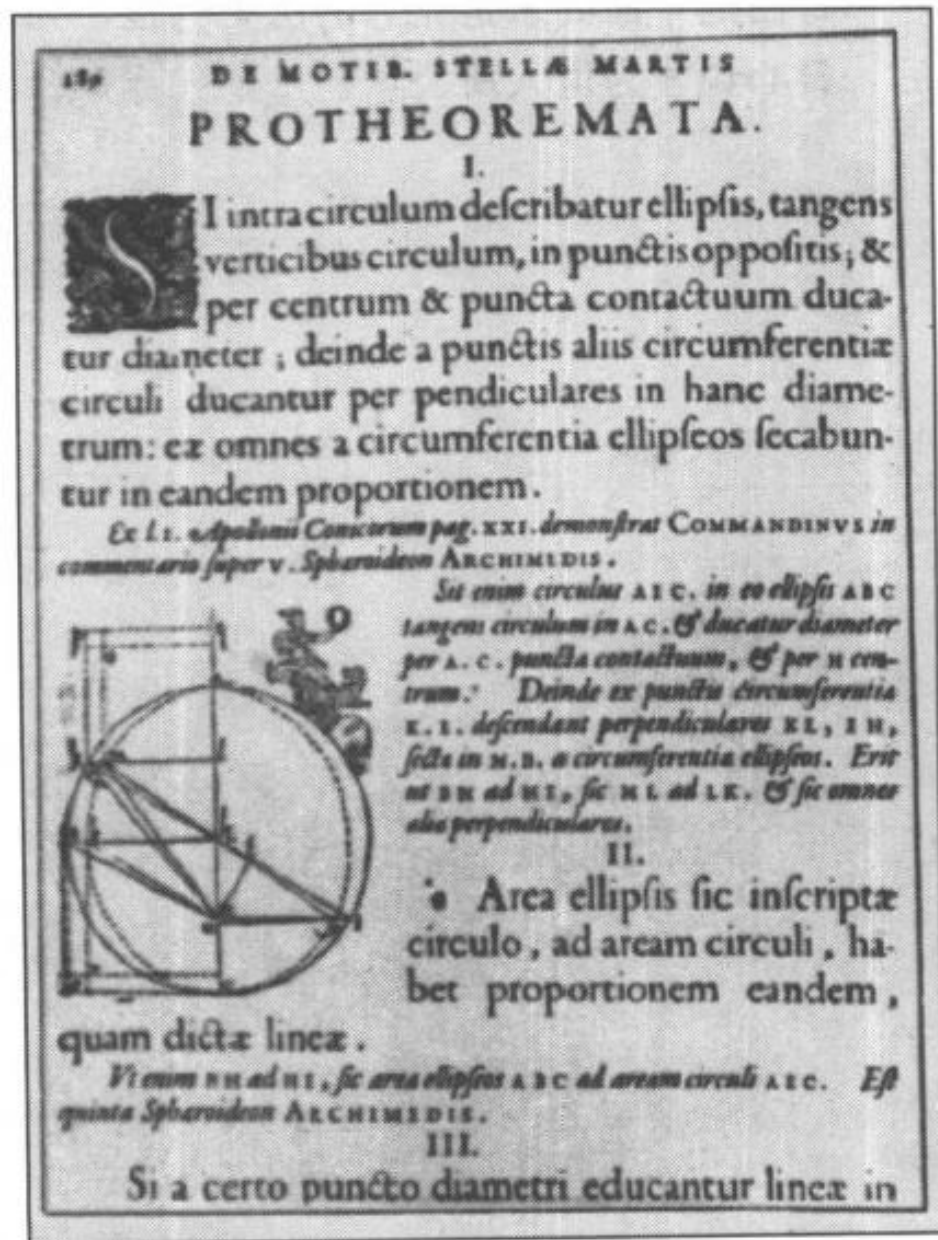 DE MOTIB. STELLÆ MARTIS
PROTHEOREMATA.
I.
SI intra circulum deſcribatur ellipſis, tangens
verticibus circulum, in punctis oppoſitis; &
per centrum & puncta contactuum duca-
tur diameter; deinde a punctis aliis circumferentiæ
circuli ducantur per pendiculares in hanc diame-
trum: eæ omnes a circumferentia ellipſeos ſecabun-
tur in eandem proportionem.
Ex l.1. Apollonii Conicorum pag. XXI. demonſtrat COMMANDINVS in
commentario ſuper V. Sphæroideon ARCHIMEDIS.
Sit enim circulus AEC. in eo ellipſis ABC
tangens circulum in A C. & ducatur diameter
per A. C. puncta contactuum, & per H cen-
trum. Deinde ex punctis circumferentia
K. E. deſcendant perpendiculares KL, EH,
ſectæ in M. B. a circumferentia ellipſeos. Erit
ut BH ad HE, ſic ML ad LK. & ſic omnes
aliæ perpendiculares.
II.
Area ellipſis ſic inſcriptæ
circulo, ad aream circuli, ha-
bet proportionem eandem,
quam dictæ lineæ.
Vt enim BH ad HE, ſic area ellipſeos ABC ad aream circuli AEC. Eſt
quinta Sphæroideon ARCHIMEDIS.
III.
Si a certo puncto diametri educantur lineæ in